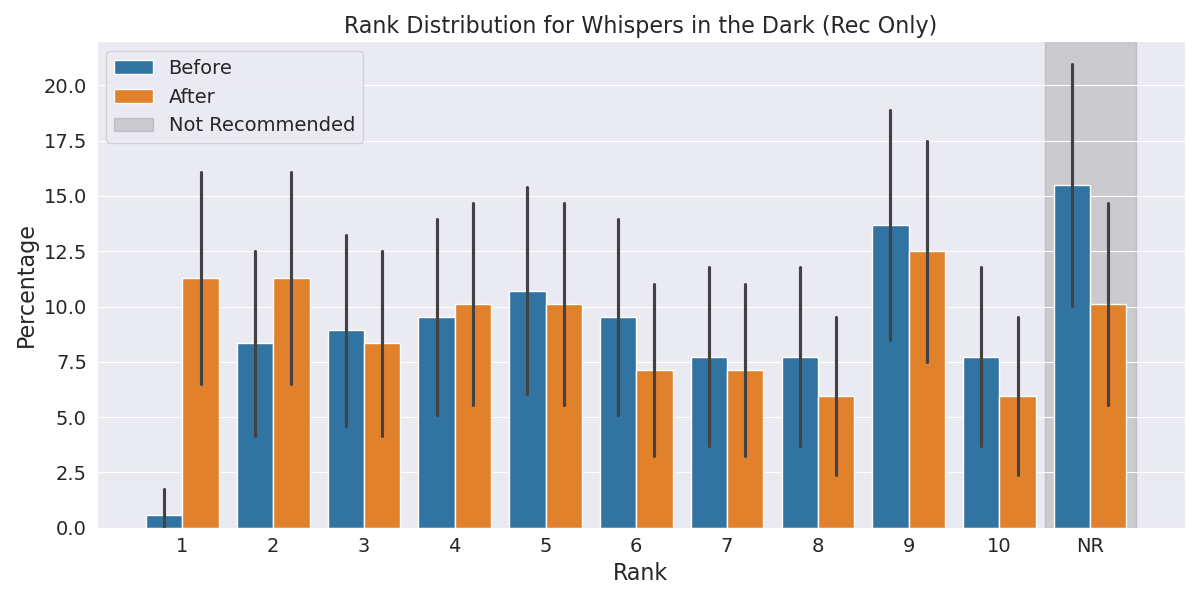 Rank Distribution for Whispers in the Dark (Rec Only)
Before
After
Not Recommended
Percentage
20.0
17.5
15.0
12.5
10.0
7.5
5.0
2.5
0.0
1 2 3 4 5 6 7 8 9 10 NR
Rank